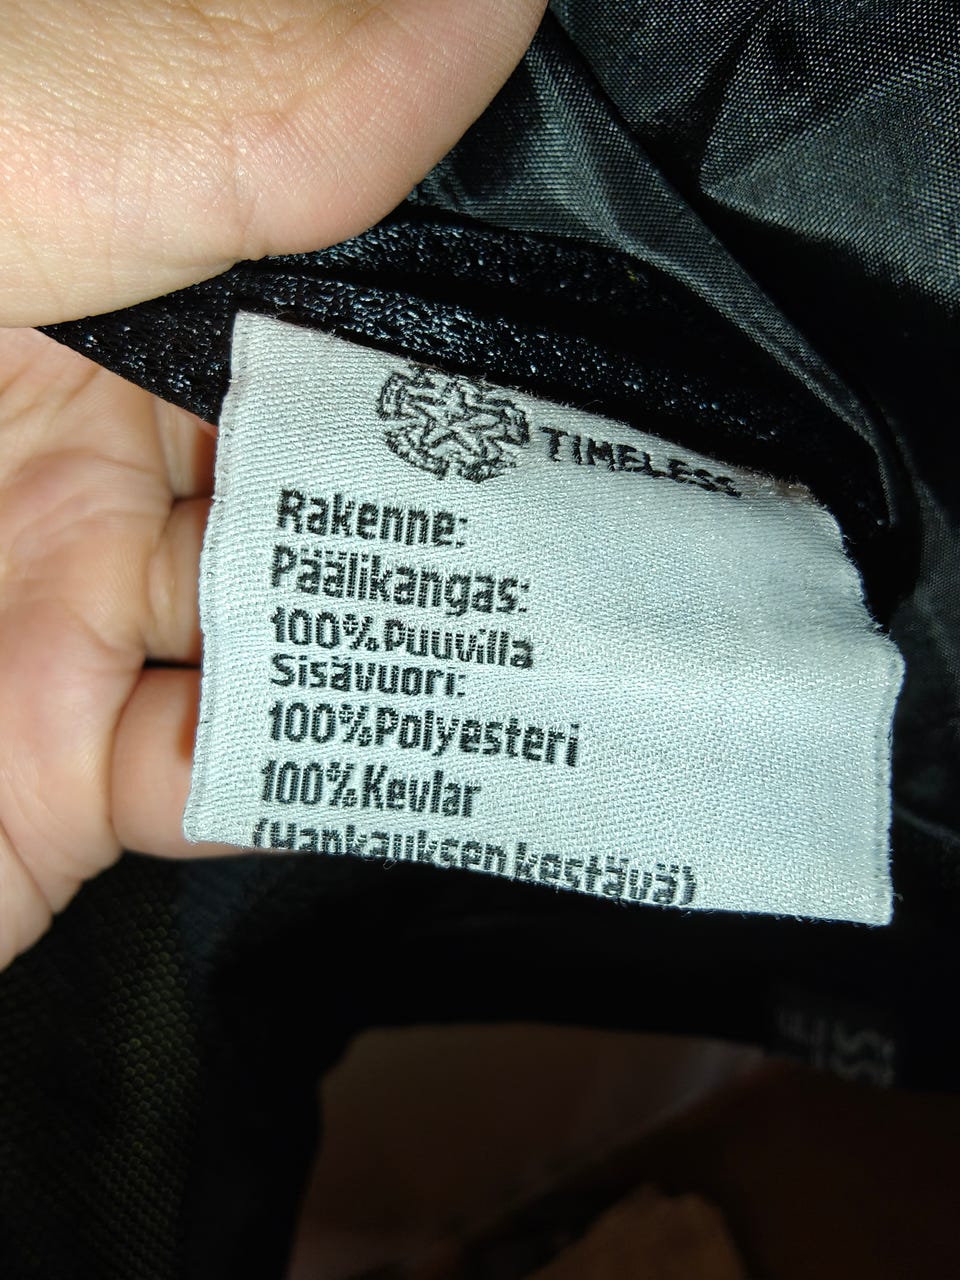 TIMELESS
Rakenne:
Päälikangas:
100%Puuvilla
Sisävuori:
100%Polyesteri
100%Kevlar
(Hankauksen kestävä)